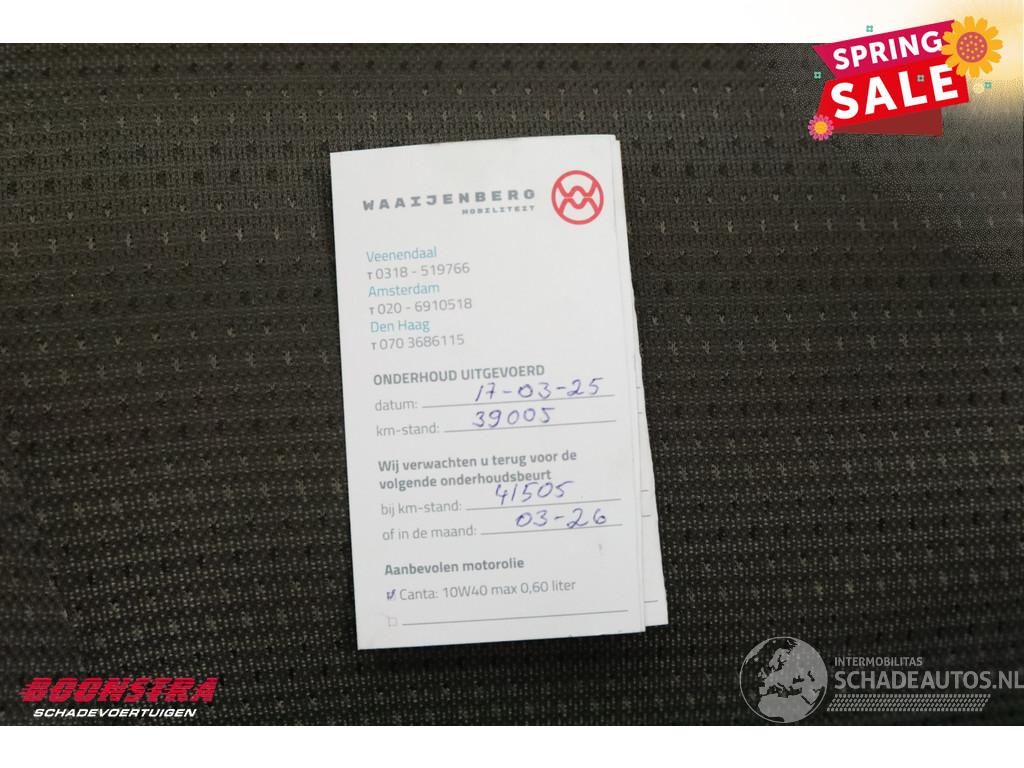 SPRING
SALE
WAAIJENBERG
MOBILITEIT
Veenendaal
T 0318 - 519766
Amsterdam
T 020 - 6910518
Den Haag
T 070 3686115
ONDERHOUD UITGEVOERD
datum: 17-03-25
km-stand: 39005
Wij verwachten u terug voor de
volgende onderhoudsbeurt
bij km-stand: 41505
of in de maand: 03-26
Aanbevolen motorolie
Canta: 10W40 max 0,60 liter
BOONSTRA
SCHADEVOERTUIGEN
INTERMOBILITAS
SCHADEAUTOS.NL